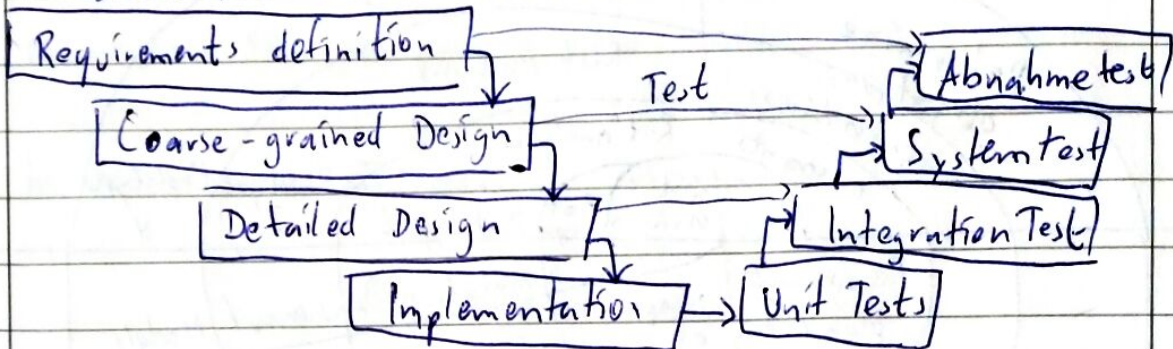 Requirements definition
Abnahmetest
Test
Coarse-grained Design
Systemtest
Detailed Design
Integration Test
Implementation
Unit Tests